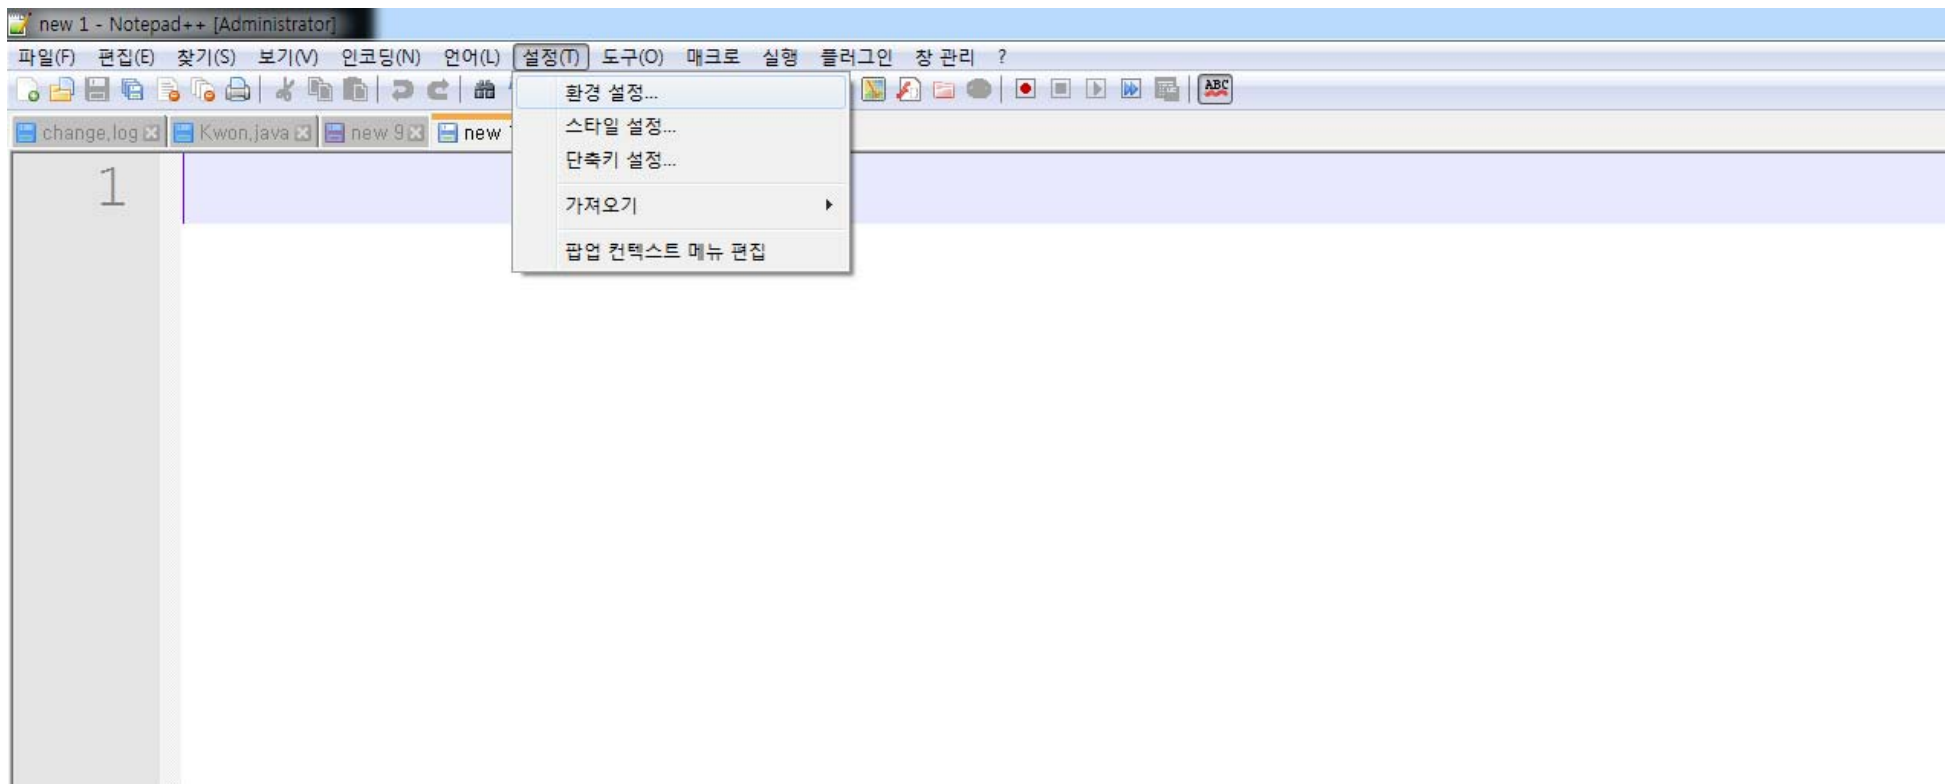 new 1 - Notepad++ [Administrator]
파일(F) 편집(E) 찾기(S) 보기(V) 인코딩(N) 언어(L) 설정(T) 도구(O) 매크로 실행 플러그인 창 관리 ?
환경 설정...
ABC
change.log Kwon.java new 9 new
스타일 설정...
단축키 설정...
1
가져오기
팝업 컨텍스트 메뉴 편집